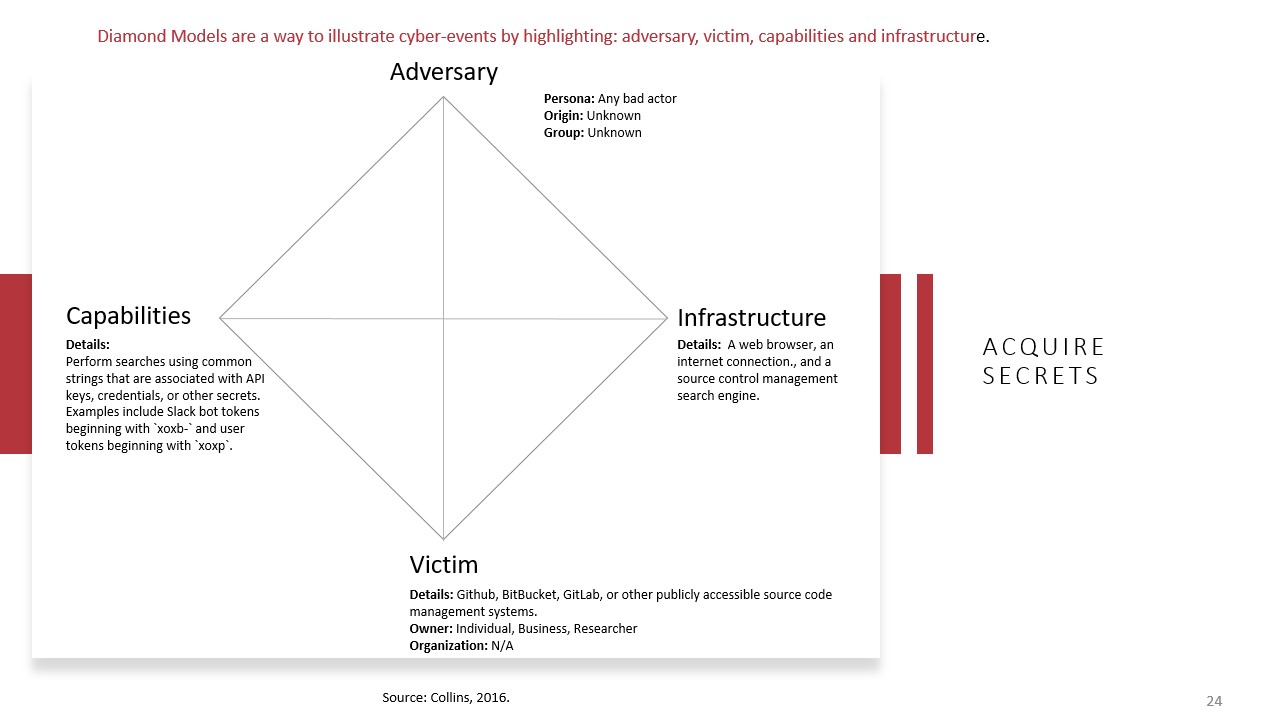 Diamond Models are a way to illustrate cyber-events by highlighting: adversary, victim, capabilities and infrastructure.
Adversary
Persona: Any bad actor
Origin: Unknown
Group: Unknown
Capabilities
Details:
Perform searches using common
strings that are associated with API
keys, credentials, or other secrets.
Examples include Slack bot tokens
beginning with `xoxb-` and user
tokens beginning with `xoxp`.
Infrastructure
Details:  A web browser, an
internet connection., and a
source control management
search engine.
ACQUIRE
SECRETS
Victim
Details: Github, BitBucket, GitLab, or other publicly accessible source code
management systems.
Owner: Individual, Business, Researcher
Organization: N/A
Source: Collins, 2016.
24